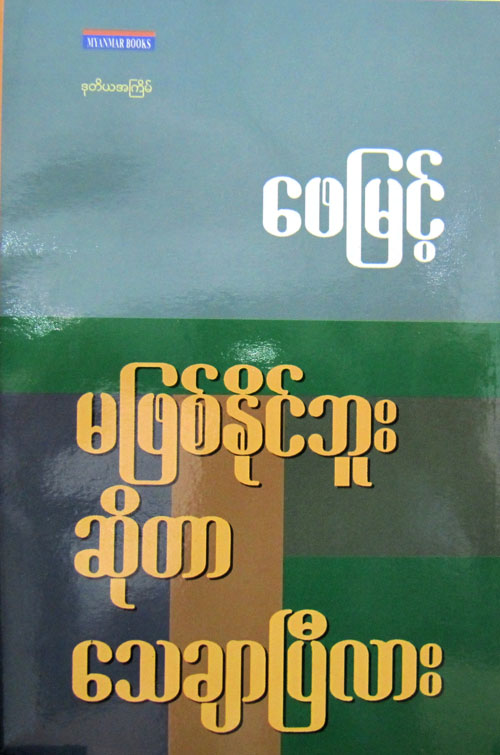 MYANMAR BOOKS
ဒုတိယအကြိမ်
ဖေမြင့်
မဖြစ်နိုင်ဘူး
ဆိုတာ
သေချာပြီလား